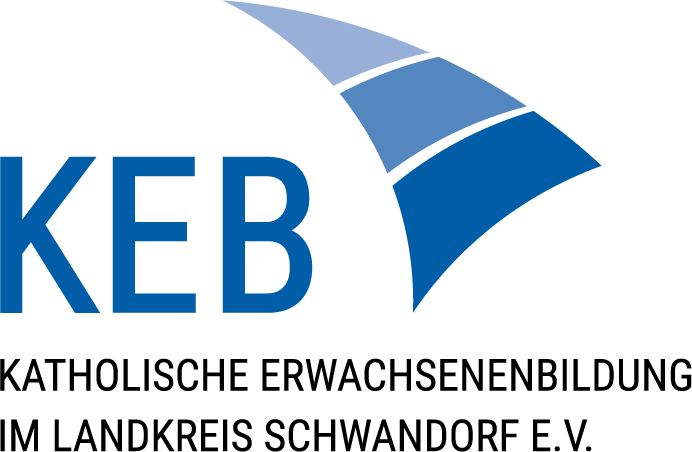 KEB
KATHOLISCHE ERWACHSENENBILDUNG
IM LANDKREIS SCHWANDORF E.V.